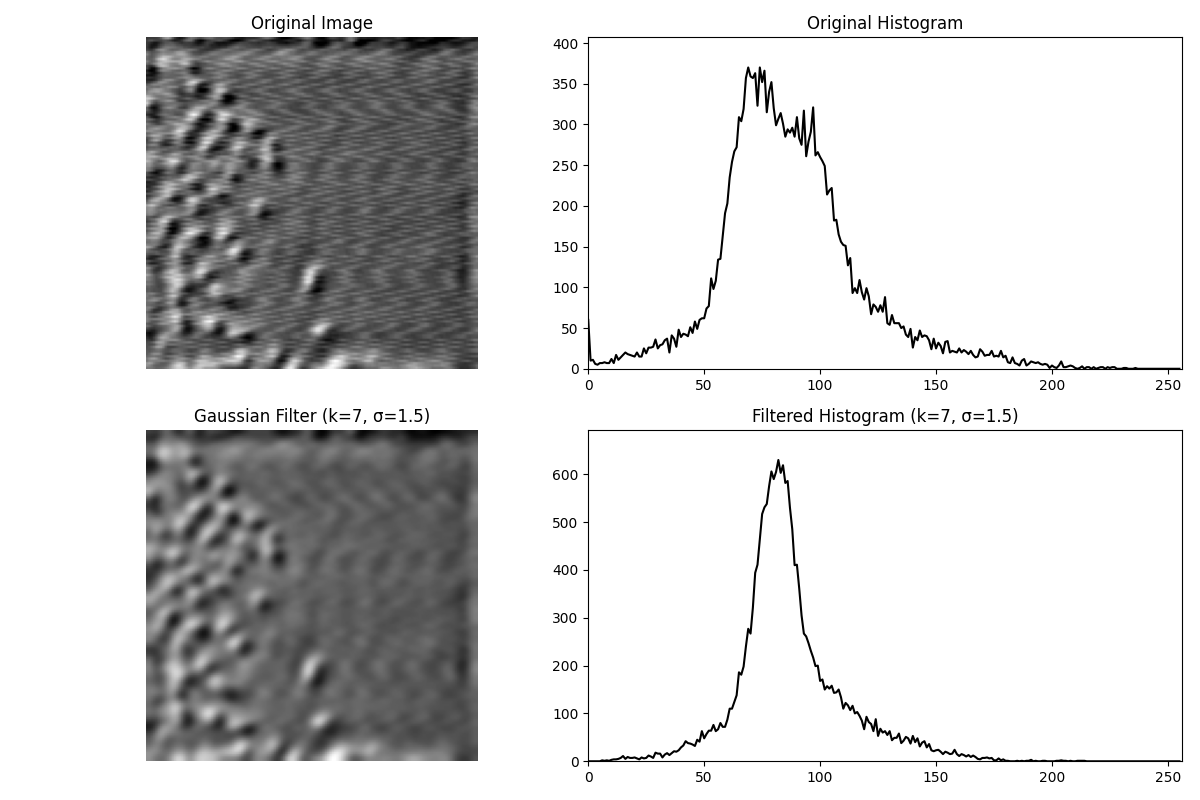 Original Image
Original Histogram
400
350
300
250
200
150
100
50
0
0 50 100 150 200 250
Gaussian Filter (k=7, σ=1.5)
Filtered Histogram (k=7, σ=1.5)
600
500
400
300
200
100
0
0 50 100 150 200 250